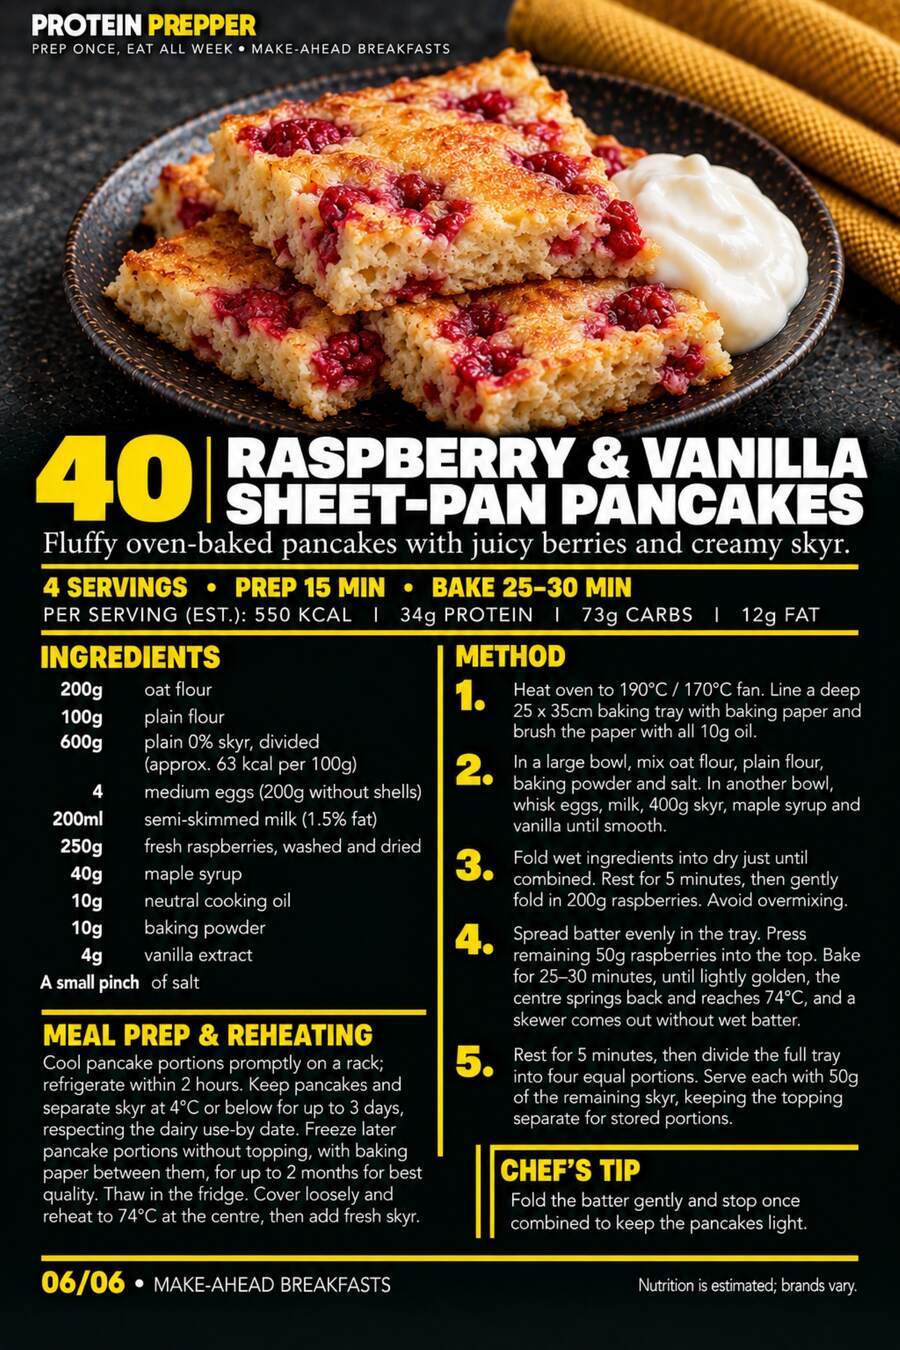 PROTEIN PREPPER
PREP ONCE, EAT ALL WEEK • MAKE-AHEAD BREAKFASTS
40
RASPBERRY & VANILLA
SHEET-PAN PANCAKES
Fluffy oven-baked pancakes with juicy berries and creamy skyr.
4 SERVINGS • PREP 15 MIN • BAKE 25–30 MIN
PER SERVING (EST.): 550 KCAL | 34g PROTEIN | 73g CARBS | 12g FAT
INGREDIENTS
200g oat flour
100g plain flour
600g plain 0% skyr, divided
(approx. 63 kcal per 100g)
4 medium eggs (200g without shells)
200ml semi-skimmed milk (1.5% fat)
250g fresh raspberries, washed and dried
40g maple syrup
10g neutral cooking oil
10g baking powder
4g vanilla extract
A small pinch of salt
MEAL PREP & REHEATING
Cool pancake portions promptly on a rack;
refrigerate within 2 hours. Keep pancakes and
separate skyr at 4°C or below for up to 3 days,
respecting the dairy use-by date. Freeze later
pancake portions without topping, with baking
paper between them, for up to 2 months for best
quality. Thaw in the fridge. Cover loosely and
reheat to 74°C at the centre, then add fresh skyr.
METHOD
1. Heat oven to 190°C / 170°C fan. Line a deep
25 x 35cm baking tray with baking paper and
brush the paper with all 10g oil.
2. In a large bowl, mix oat flour, plain flour,
baking powder and salt. In another bowl,
whisk eggs, milk, 400g skyr, maple syrup and
vanilla until smooth.
3. Fold wet ingredients into dry just until
combined. Rest for 5 minutes, then gently
fold in 200g raspberries. Avoid overmixing.
4. Spread batter evenly in the tray. Press
remaining 50g raspberries into the top. Bake
for 25–30 minutes, until lightly golden, the
centre springs back and reaches 74°C, and a
skewer comes out without wet batter.
5. Rest for 5 minutes, then divide the full tray
into four equal portions. Serve each with 50g
of the remaining skyr, keeping the topping
separate for stored portions.
CHEF'S TIP
Fold the batter gently and stop once
combined to keep the pancakes light.
06/06 • MAKE-AHEAD BREAKFASTS
Nutrition is estimated; brands vary.